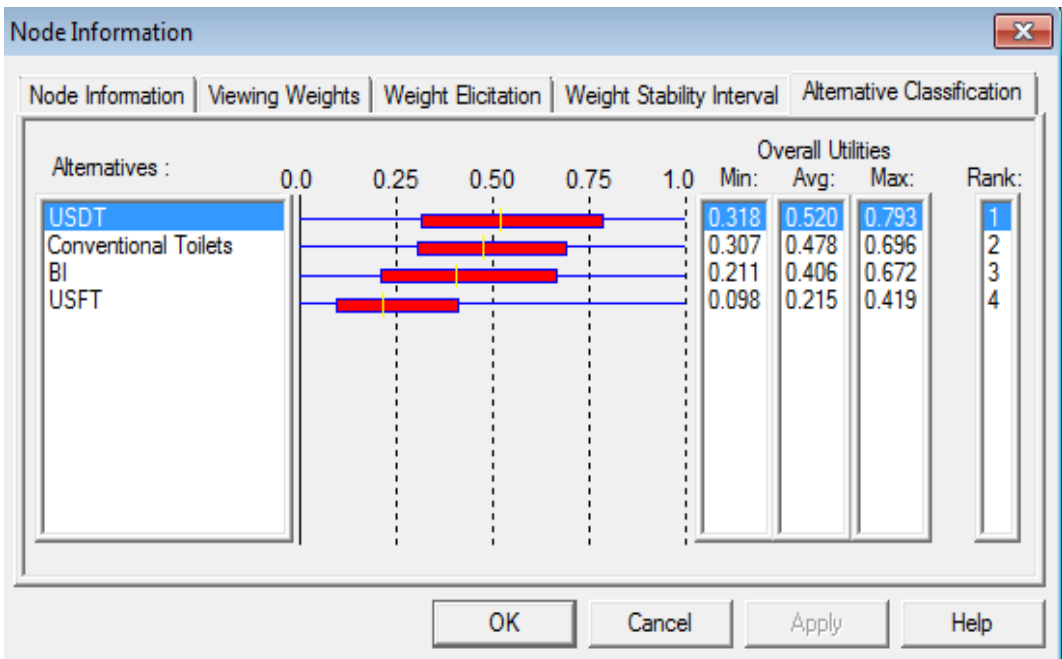 Node Information
Node Information Viewing Weights Weight Elicitation Weight Stability Interval Alternative Classification
Overall Utilities
Alternatives : 0.0 0.25 0.50 0.75 1.0 Min: Avg: Max: Rank:
USDT 0.318 0.520 0.793 1
Conventional Toilets 0.307 0.478 0.696 2
BI 0.211 0.406 0.672 3
USFT 0.098 0.215 0.419 4
OK Cancel Apply Help